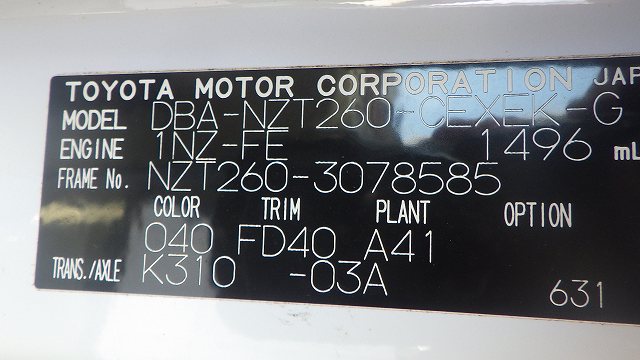 TOYOTA MOTOR CORPORATION JAP
MODEL DBA-NZT260-CEXEK-G
ENGINE 1NZ-FE 1496 mL
FRAME No. NZT260-3078585
COLOR TRIM PLANT OPTION
040 FD40 A41
TRANS./AXLE K310 -03A
631